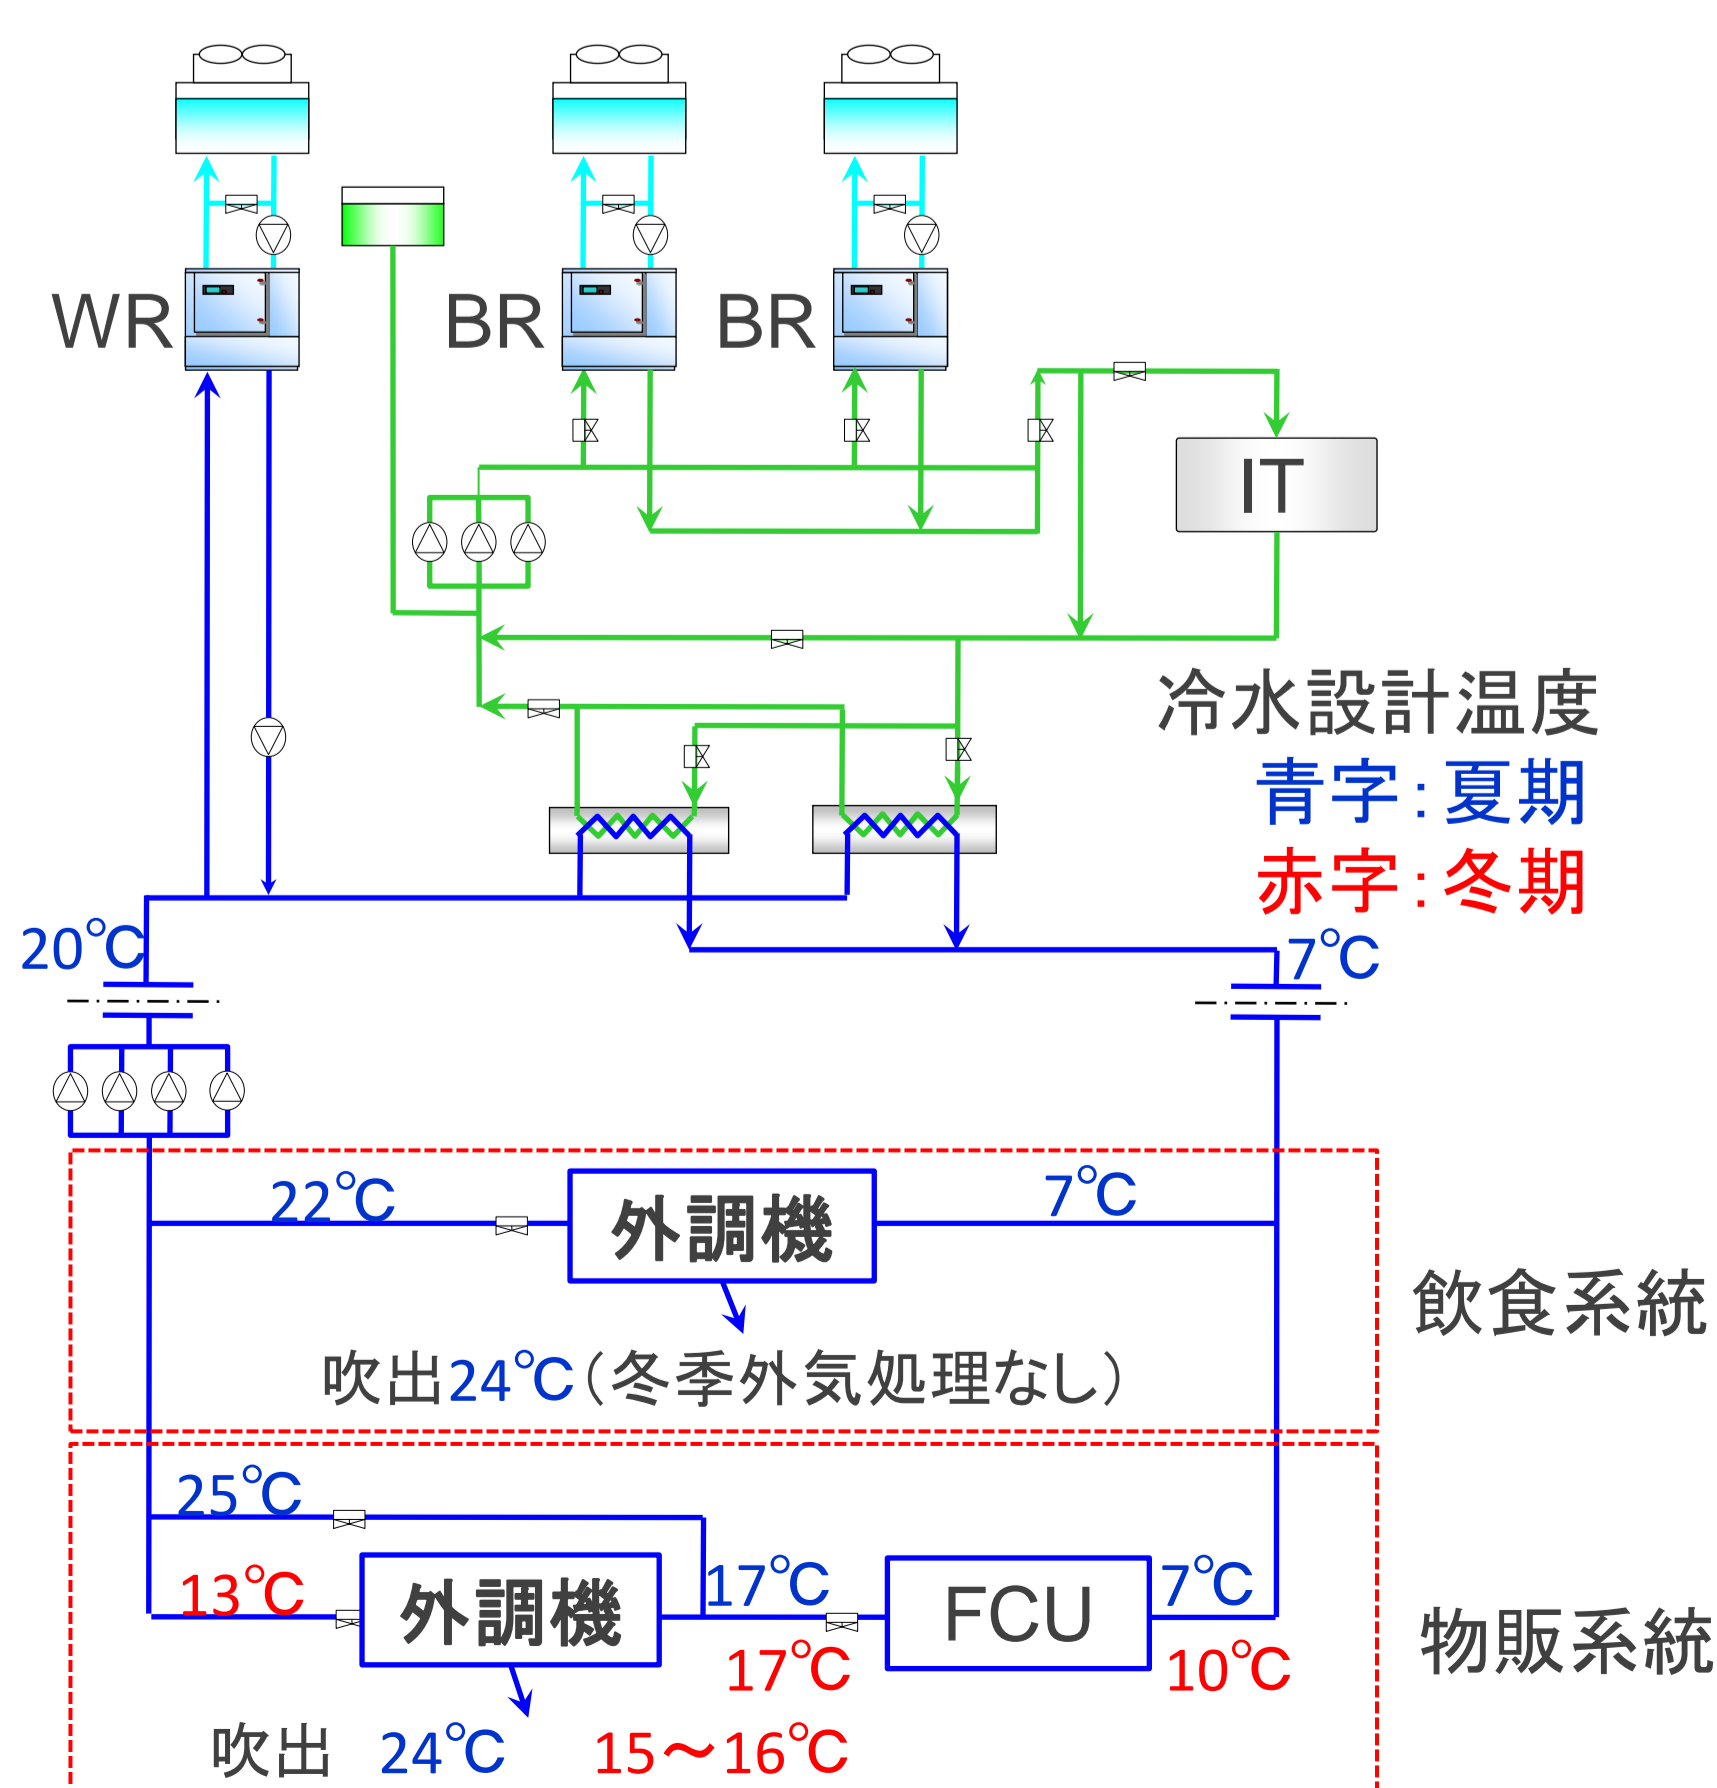 WR
BR
BR
IT
冷水設計温度
青字:夏期
赤字:冬期
20℃
7℃
22℃
外調機
7℃
飲食系統
吹出24℃(冬季外気処理なし)
25℃
13℃
外調機
17℃
FCU
7℃
17℃
10℃
物販系統
吹出 24℃ 15~16℃